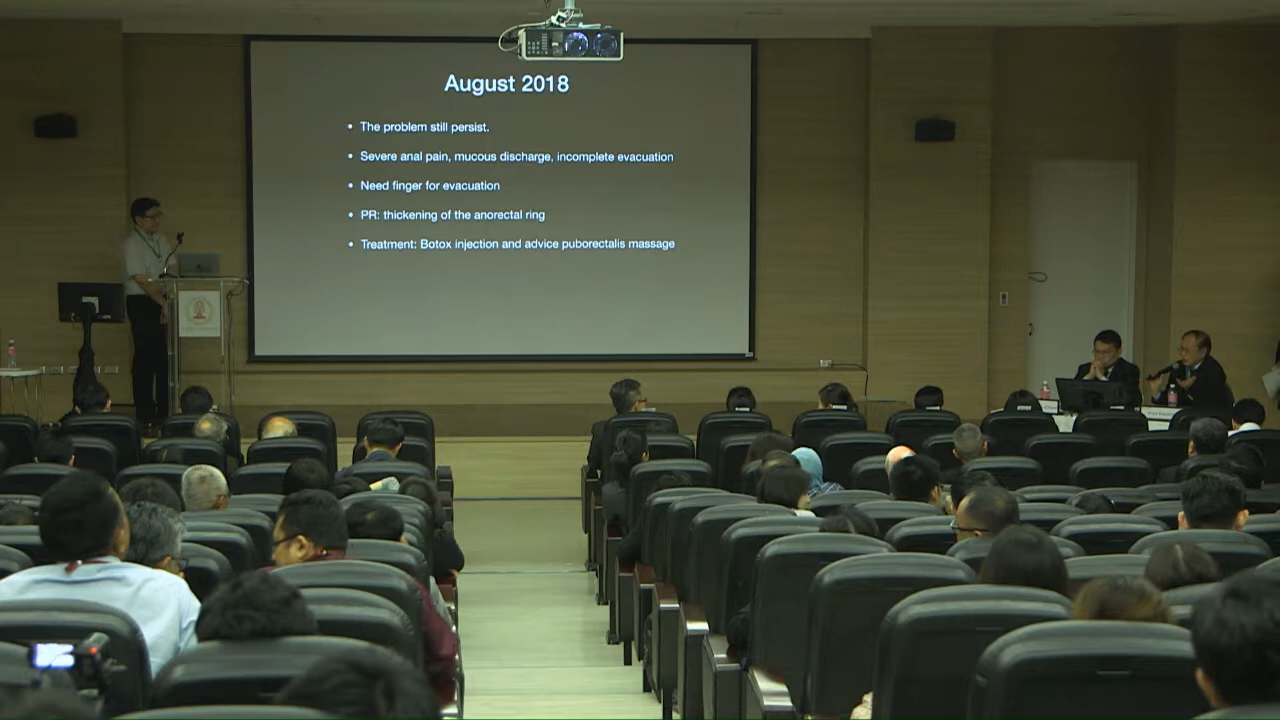 August 2018
• The problem still persist.
• Severe anal pain, mucous discharge, incomplete evacuation
• Need finger for evacuation
• PR: thickening of the anorectal ring
• Treatment: Botox injection and advice puborectalis massage